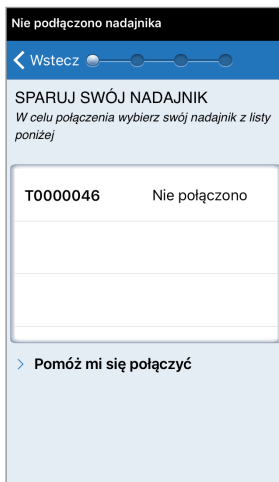 Nie podłączono nadajnika
Wstecz
SPARUJ SWÓJ NADAJNIK
W celu połączenia wybierz swój nadajnik z listy
poniżej
T0000046 Nie połączono
Pomóż mi się połączyć